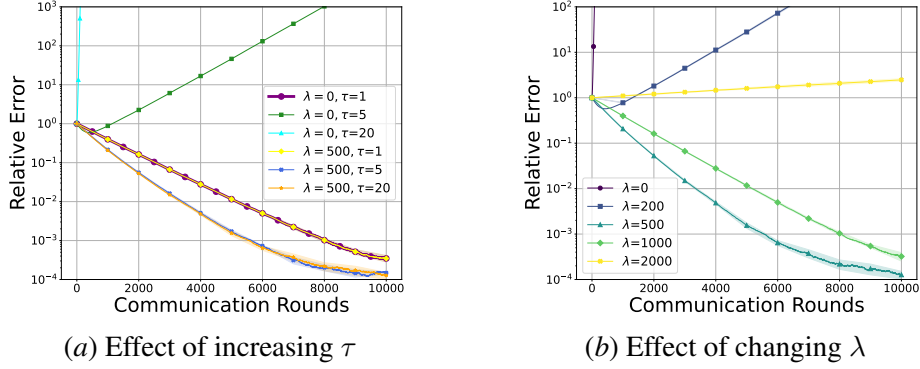 10³
10²
10¹
10⁰
10⁻¹
10⁻²
10⁻³
10⁻⁴
Relative Error
λ = 0, τ=1
λ = 0, τ=5
λ = 0, τ=20
λ = 500, τ=1
λ = 500, τ=5
λ = 500, τ=20
0 2000 4000 6000 8000 10000
Communication Rounds
(a) Effect of increasing τ
10²
10¹
10⁰
10⁻¹
10⁻²
10⁻³
10⁻⁴
Relative Error
λ=0
λ=200
λ=500
λ=1000
λ=2000
0 2000 4000 6000 8000 10000
Communication Rounds
(b) Effect of changing λ